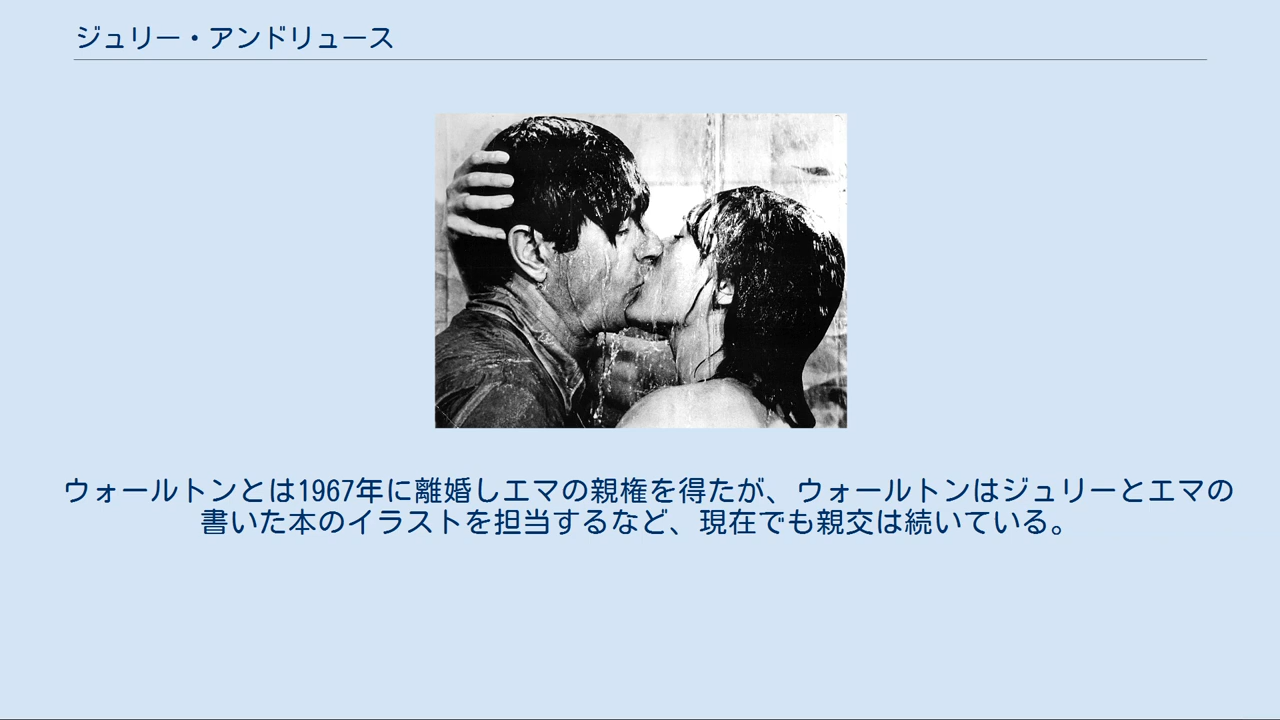 ジュリー・アンドリュース
ウォールトンとは1967年に離婚しエマの親権を得たが、ウォールトンはジュリーとエマの
書いた本のイラストを担当するなど、現在でも親交は続いている。